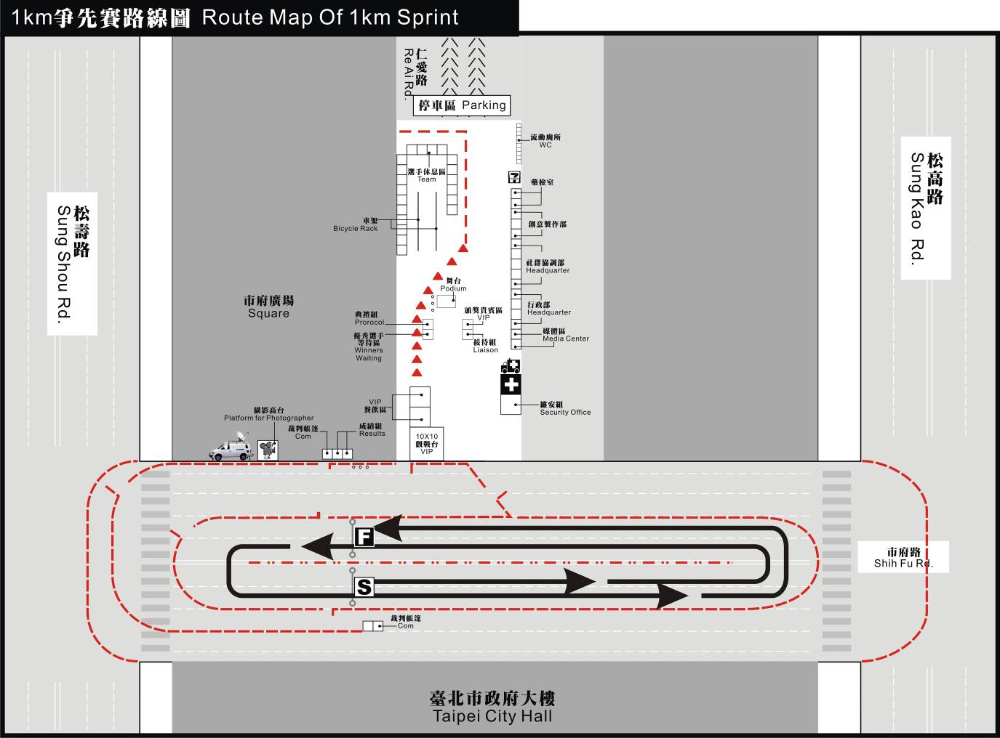 1km爭先賽路線圖 Route Map Of 1km Sprint
仁愛路
Re Ai Rd.
停車區 Parking
流動廁所
WC
選手休息區
Team
7
藥檢室
車架
Bicycle Rack
創意製作部
社群協調部
Headquarter
舞台
Podium
行政部
Headquarter
頒獎貴賓區
VIP
典禮組
Prorocol
媒體區
Media Center
優秀選手
等待區
Winners
Waiting
接待組
Liaison
維安組
Security Office
VIP
餐飲區
10X10
觀戰台
VIP
市府廣場
Square
攝影高台
Platform for Photographer
裁判帳篷
Com
成績組
Results
松壽路
Sung Shou Rd.
松高路
Sung Kao Rd.
F
S
市府路
Shih Fu Rd.
裁判帳篷
Com
臺北市政府大樓
Taipei City Hall